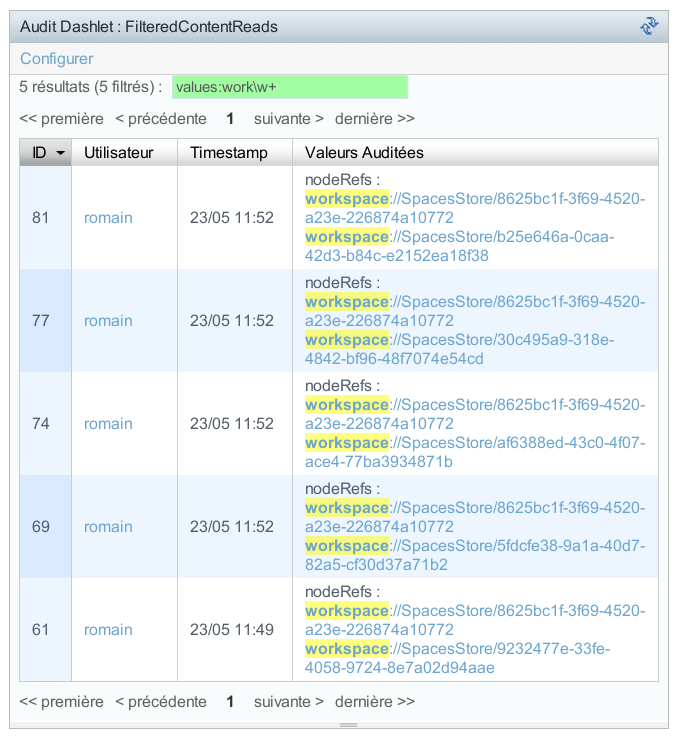 Audit Dashlet : FilteredContentReads
Configurer
5 résultats (5 filtrés) : values:work\w+
<< première < précédente 1 suivante > dernière >>
ID Utilisateur Timestamp Valeurs Auditées
nodeRefs :
workspace://SpacesStore/8625bc1f-3f69-4520-
81 romain 23/05 11:52 a23e-226874a10772
workspace://SpacesStore/b25e646a-0caa-
42d3-b84c-e2152ea18f38
nodeRefs :
workspace://SpacesStore/8625bc1f-3f69-4520-
77 romain 23/05 11:52 a23e-226874a10772
workspace://SpacesStore/30c495a9-318e-
4842-bf96-48f7074e54cd
nodeRefs :
workspace://SpacesStore/8625bc1f-3f69-4520-
74 romain 23/05 11:52 a23e-226874a10772
workspace://SpacesStore/af6388ed-43c0-4f07-
ace4-77ba3934871b
nodeRefs :
workspace://SpacesStore/8625bc1f-3f69-4520-
69 romain 23/05 11:52 a23e-226874a10772
workspace://SpacesStore/5fdcfe38-9a1a-40d7-
82a5-cf30d37a71b2
nodeRefs :
workspace://SpacesStore/8625bc1f-3f69-4520-
61 romain 23/05 11:49 a23e-226874a10772
workspace://SpacesStore/9232477e-33fe-
4058-9724-8e7a02d94aae
<< première < précédente 1 suivante > dernière >>